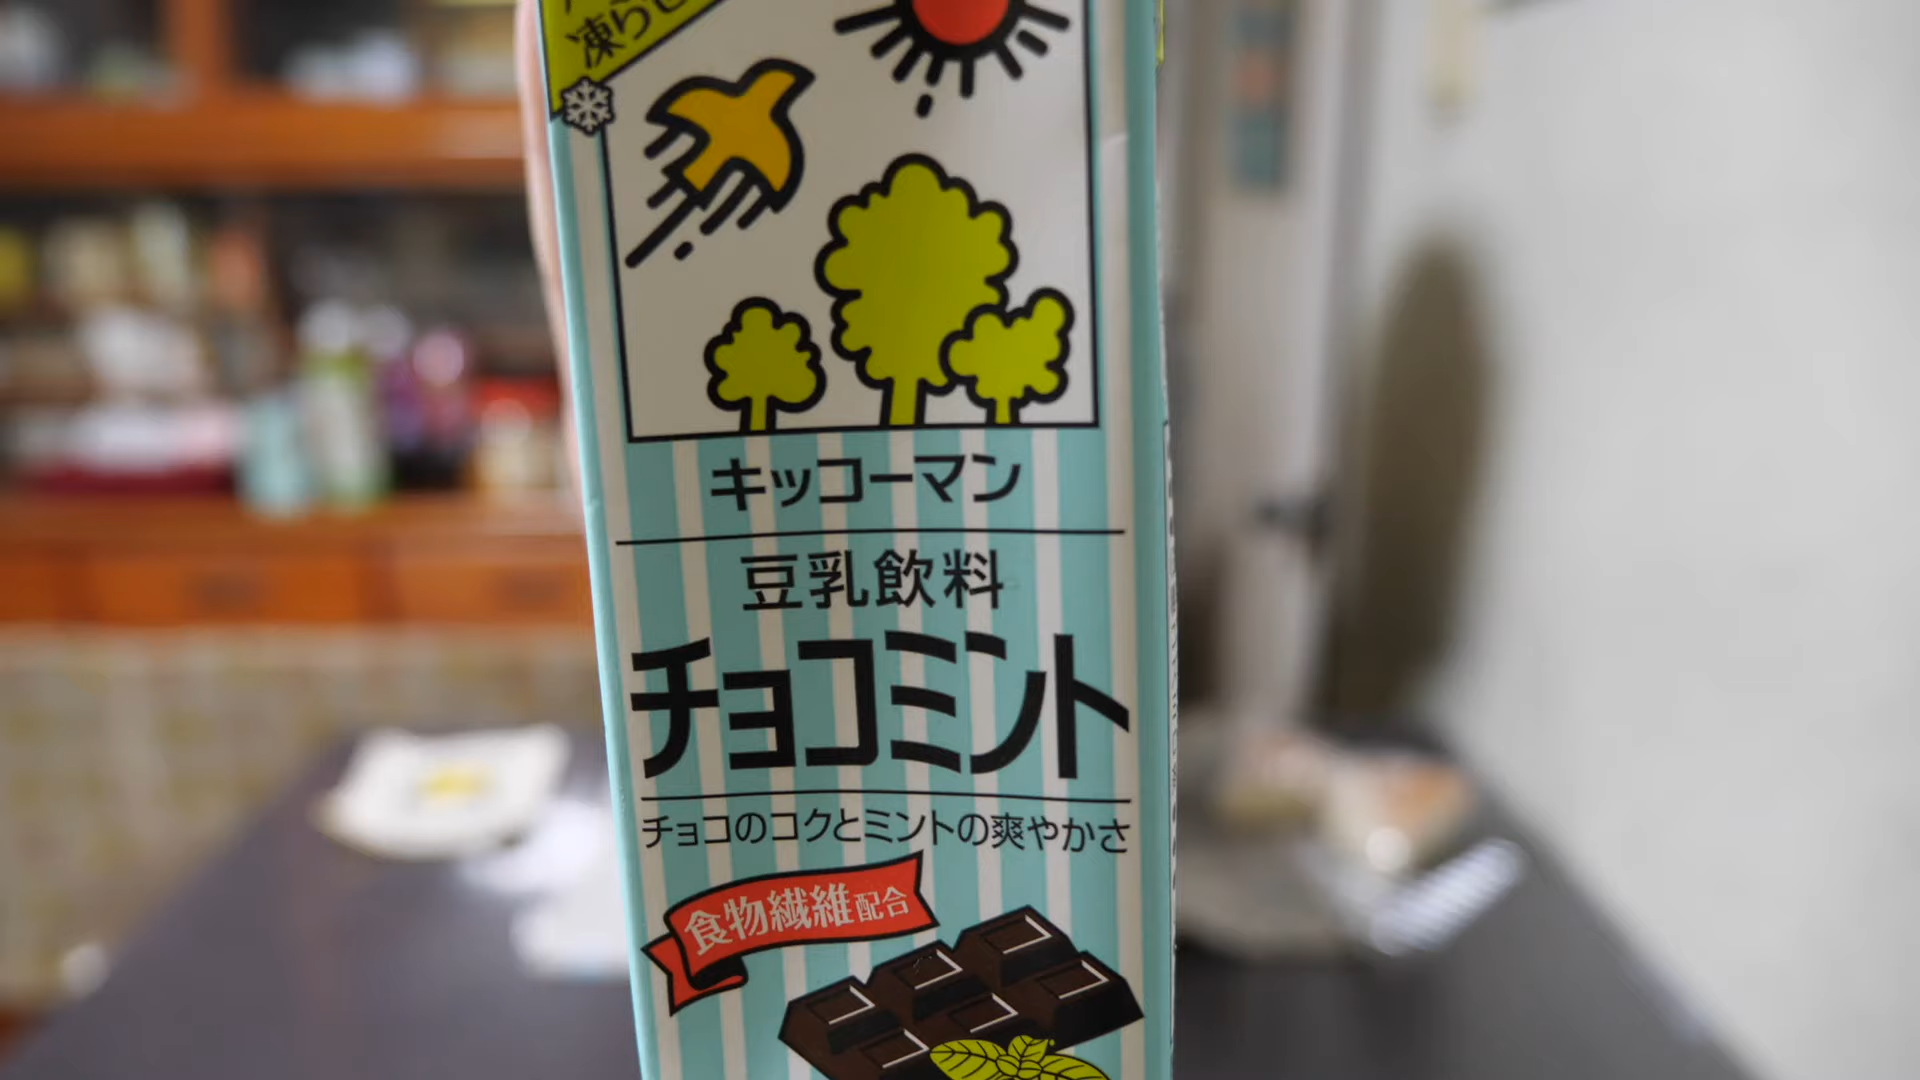 凍らせ
キッコーマン
豆乳飲料
チョコミント
チョコのコクとミントの爽やかさ
食物繊維配合